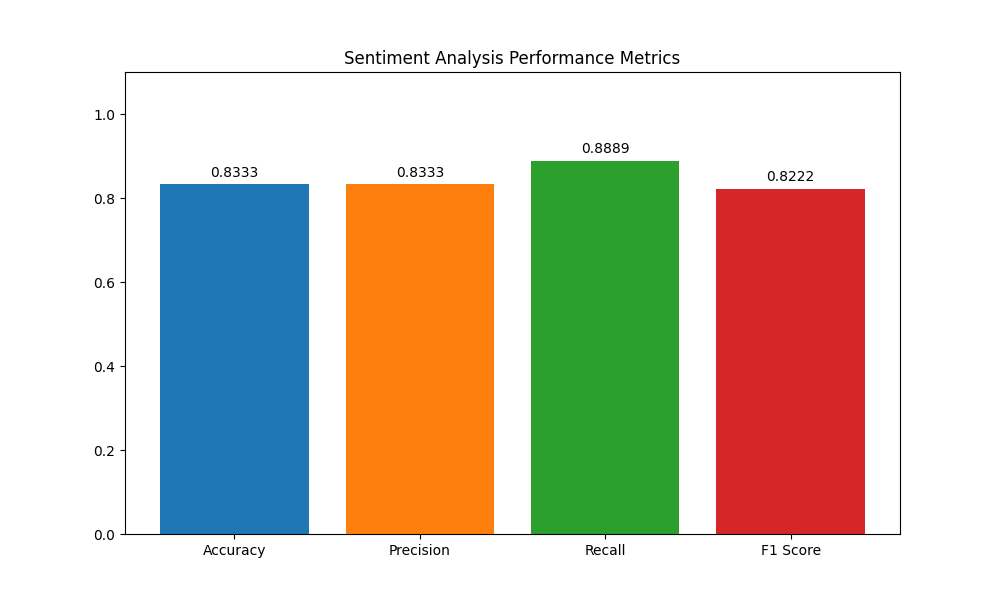 Sentiment Analysis Performance Metrics
1.0
0.8
0.6
0.4
0.2
0.0
0.8333
0.8333
0.8889
0.8222
Accuracy
Precision
Recall
F1 Score